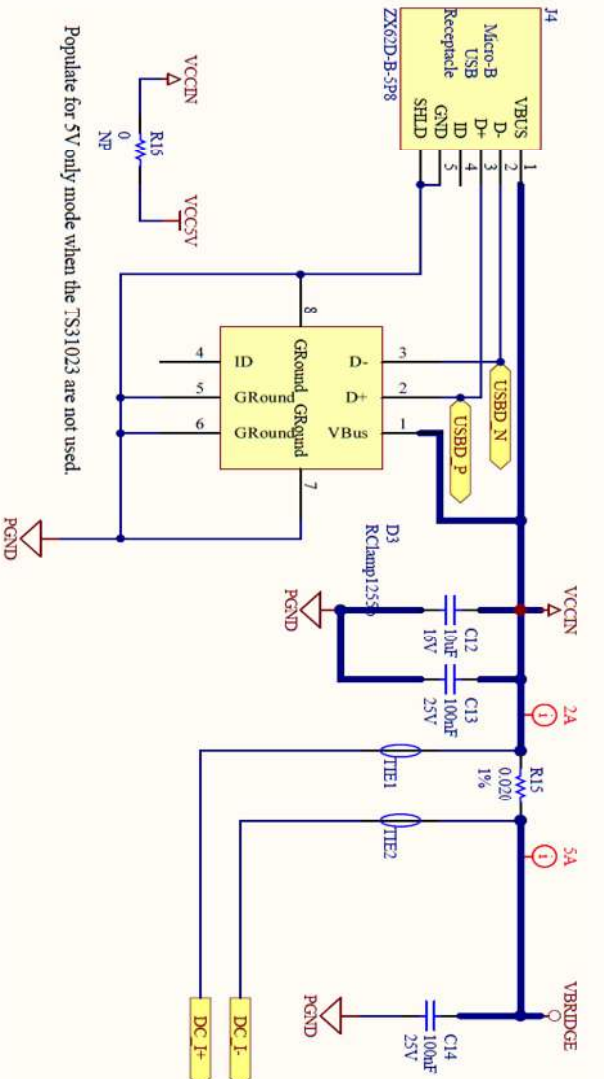 J4
Micro-B
USB
Receptacle
ZX62D-B-5P8
VBUS
D-
D+
ID
GND
SHLD
1
2
3
4
5
VCCIN
R15
0
NP
VCC5V
Populate for 5V only mode when the TS31023 are not used.
USBD_N
USBD_P
8
GRound
GRound
7
D-
D+
VBus
3
2
1
ID
GRound
GRound
4
5
6
D3
RClamp1255
PGND
VCCIN
C12
10uF
16V
C13
100nF
25V
PGND
2A
i
R15
0.020
1%
5A
i
TIE1
TIE2
VBRIDGE
C14
100nF
25V
PGND
DC_I-
DC_I+